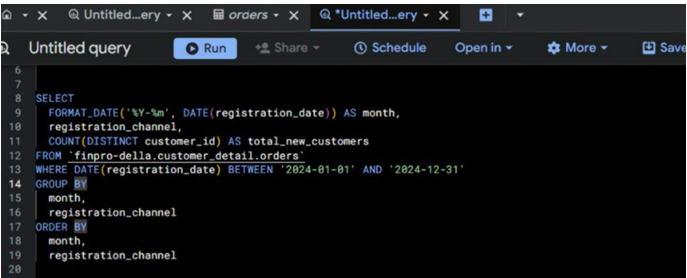 Untitled...ery
orders
*Untitled...ery
Untitled query Run Share Schedule Open in More Save
6
7
8 SELECT
9 FORMAT_DATE('%Y-%m', DATE(registration_date)) AS month,
10 registration_channel,
11 COUNT(DISTINCT customer_id) AS total_new_customers
12 FROM `finpro-della.customer_detail.orders`
13 WHERE DATE(registration_date) BETWEEN '2024-01-01' AND '2024-12-31'
14 GROUP BY
15 month,
16 registration_channel
17 ORDER BY
18 month,
19 registration_channel
20